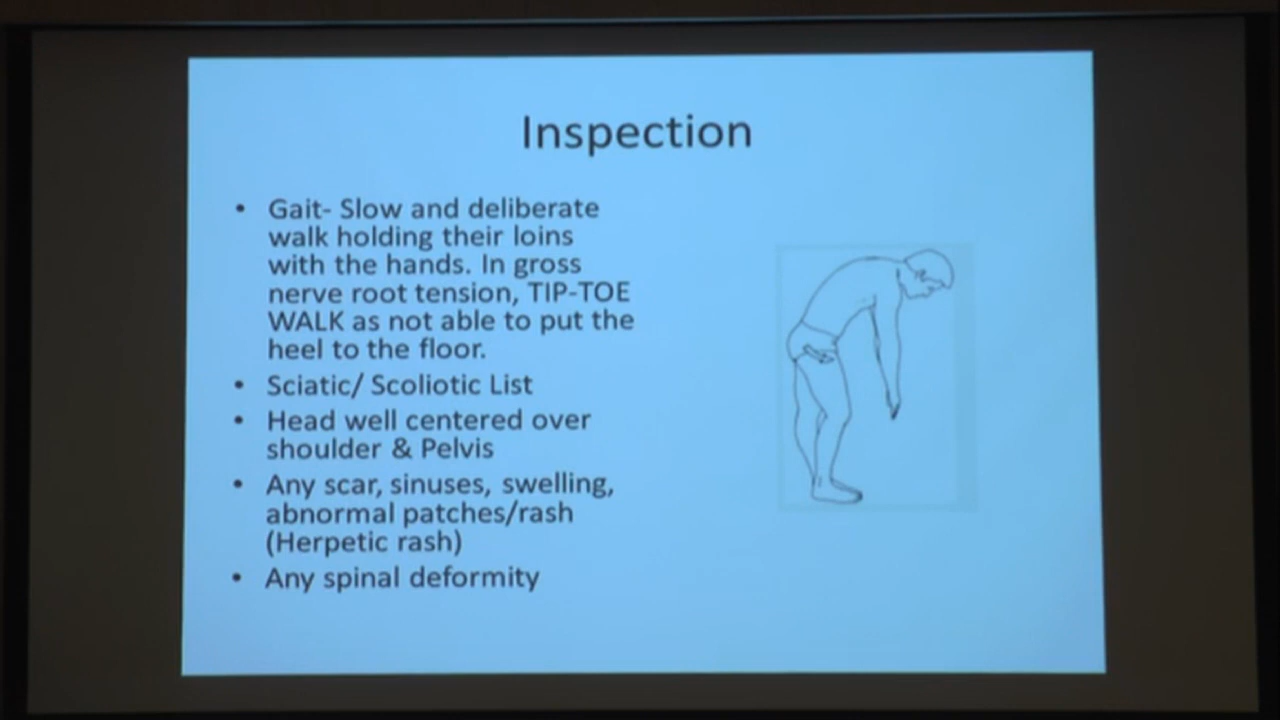 Inspection
• Gait- Slow and deliberate
walk holding their loins
with the hands. In gross
nerve root tension, TIP-TOE
WALK as not able to put the
heel to the floor.
• Sciatic/ Scoliotic List
• Head well centered over
shoulder & Pelvis
• Any scar, sinuses, swelling,
abnormal patches/rash
(Herpetic rash)
• Any spinal deformity